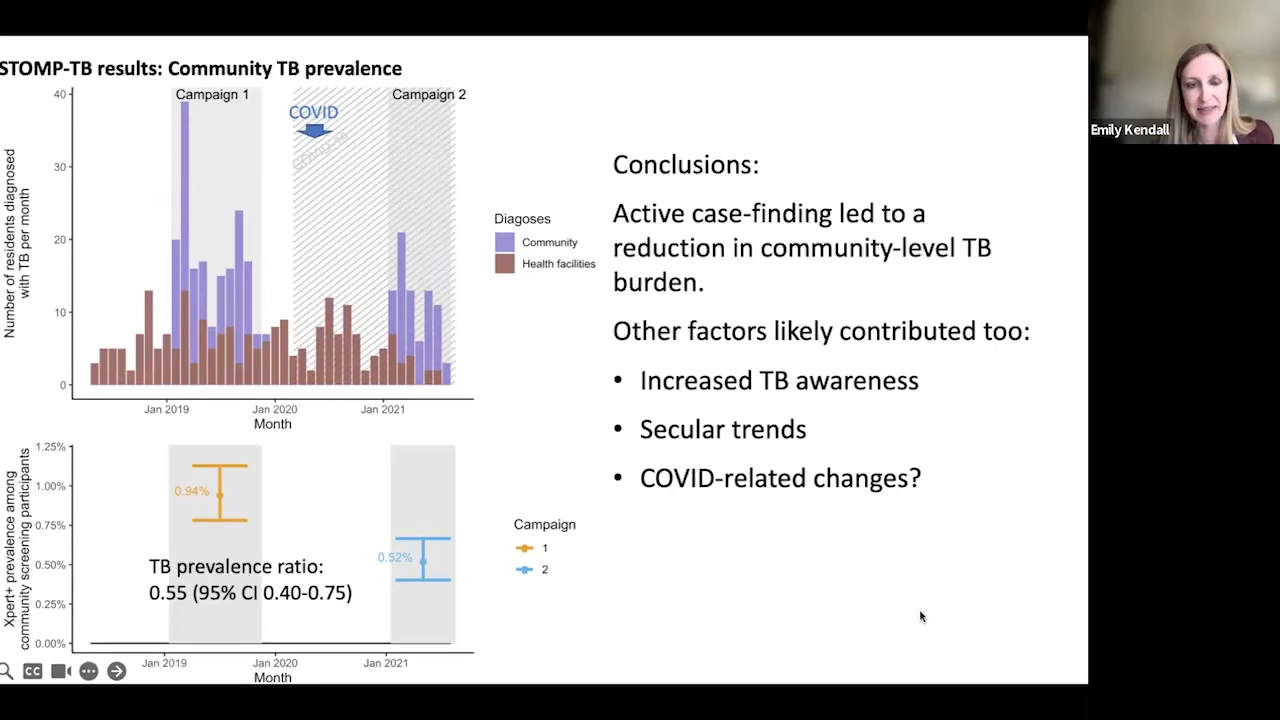 STOMP-TB results: Community TB prevalence
40
30
20
10
0
Number of residents diagnosed
with TB per month
Campaign 1
Campaign 2
COVID
COVID-19
Jan 2019
Jan 2020
Jan 2021
Month
Diagoses
Community
Health facilities
1.25%
1.00%
0.75%
0.50%
0.25%
0.00%
Xpert+ prevalence among
community screening participants
0.94%
0.52%
TB prevalence ratio:
0.55 (95% CI 0.40-0.75)
Jan 2019
Jan 2020
Jan 2021
Month
Campaign
1
2
Conclusions:
Active case-finding led to a
reduction in community-level TB
burden.
Other factors likely contributed too:
• Increased TB awareness
• Secular trends
• COVID-related changes?
CC
Emily Kendall